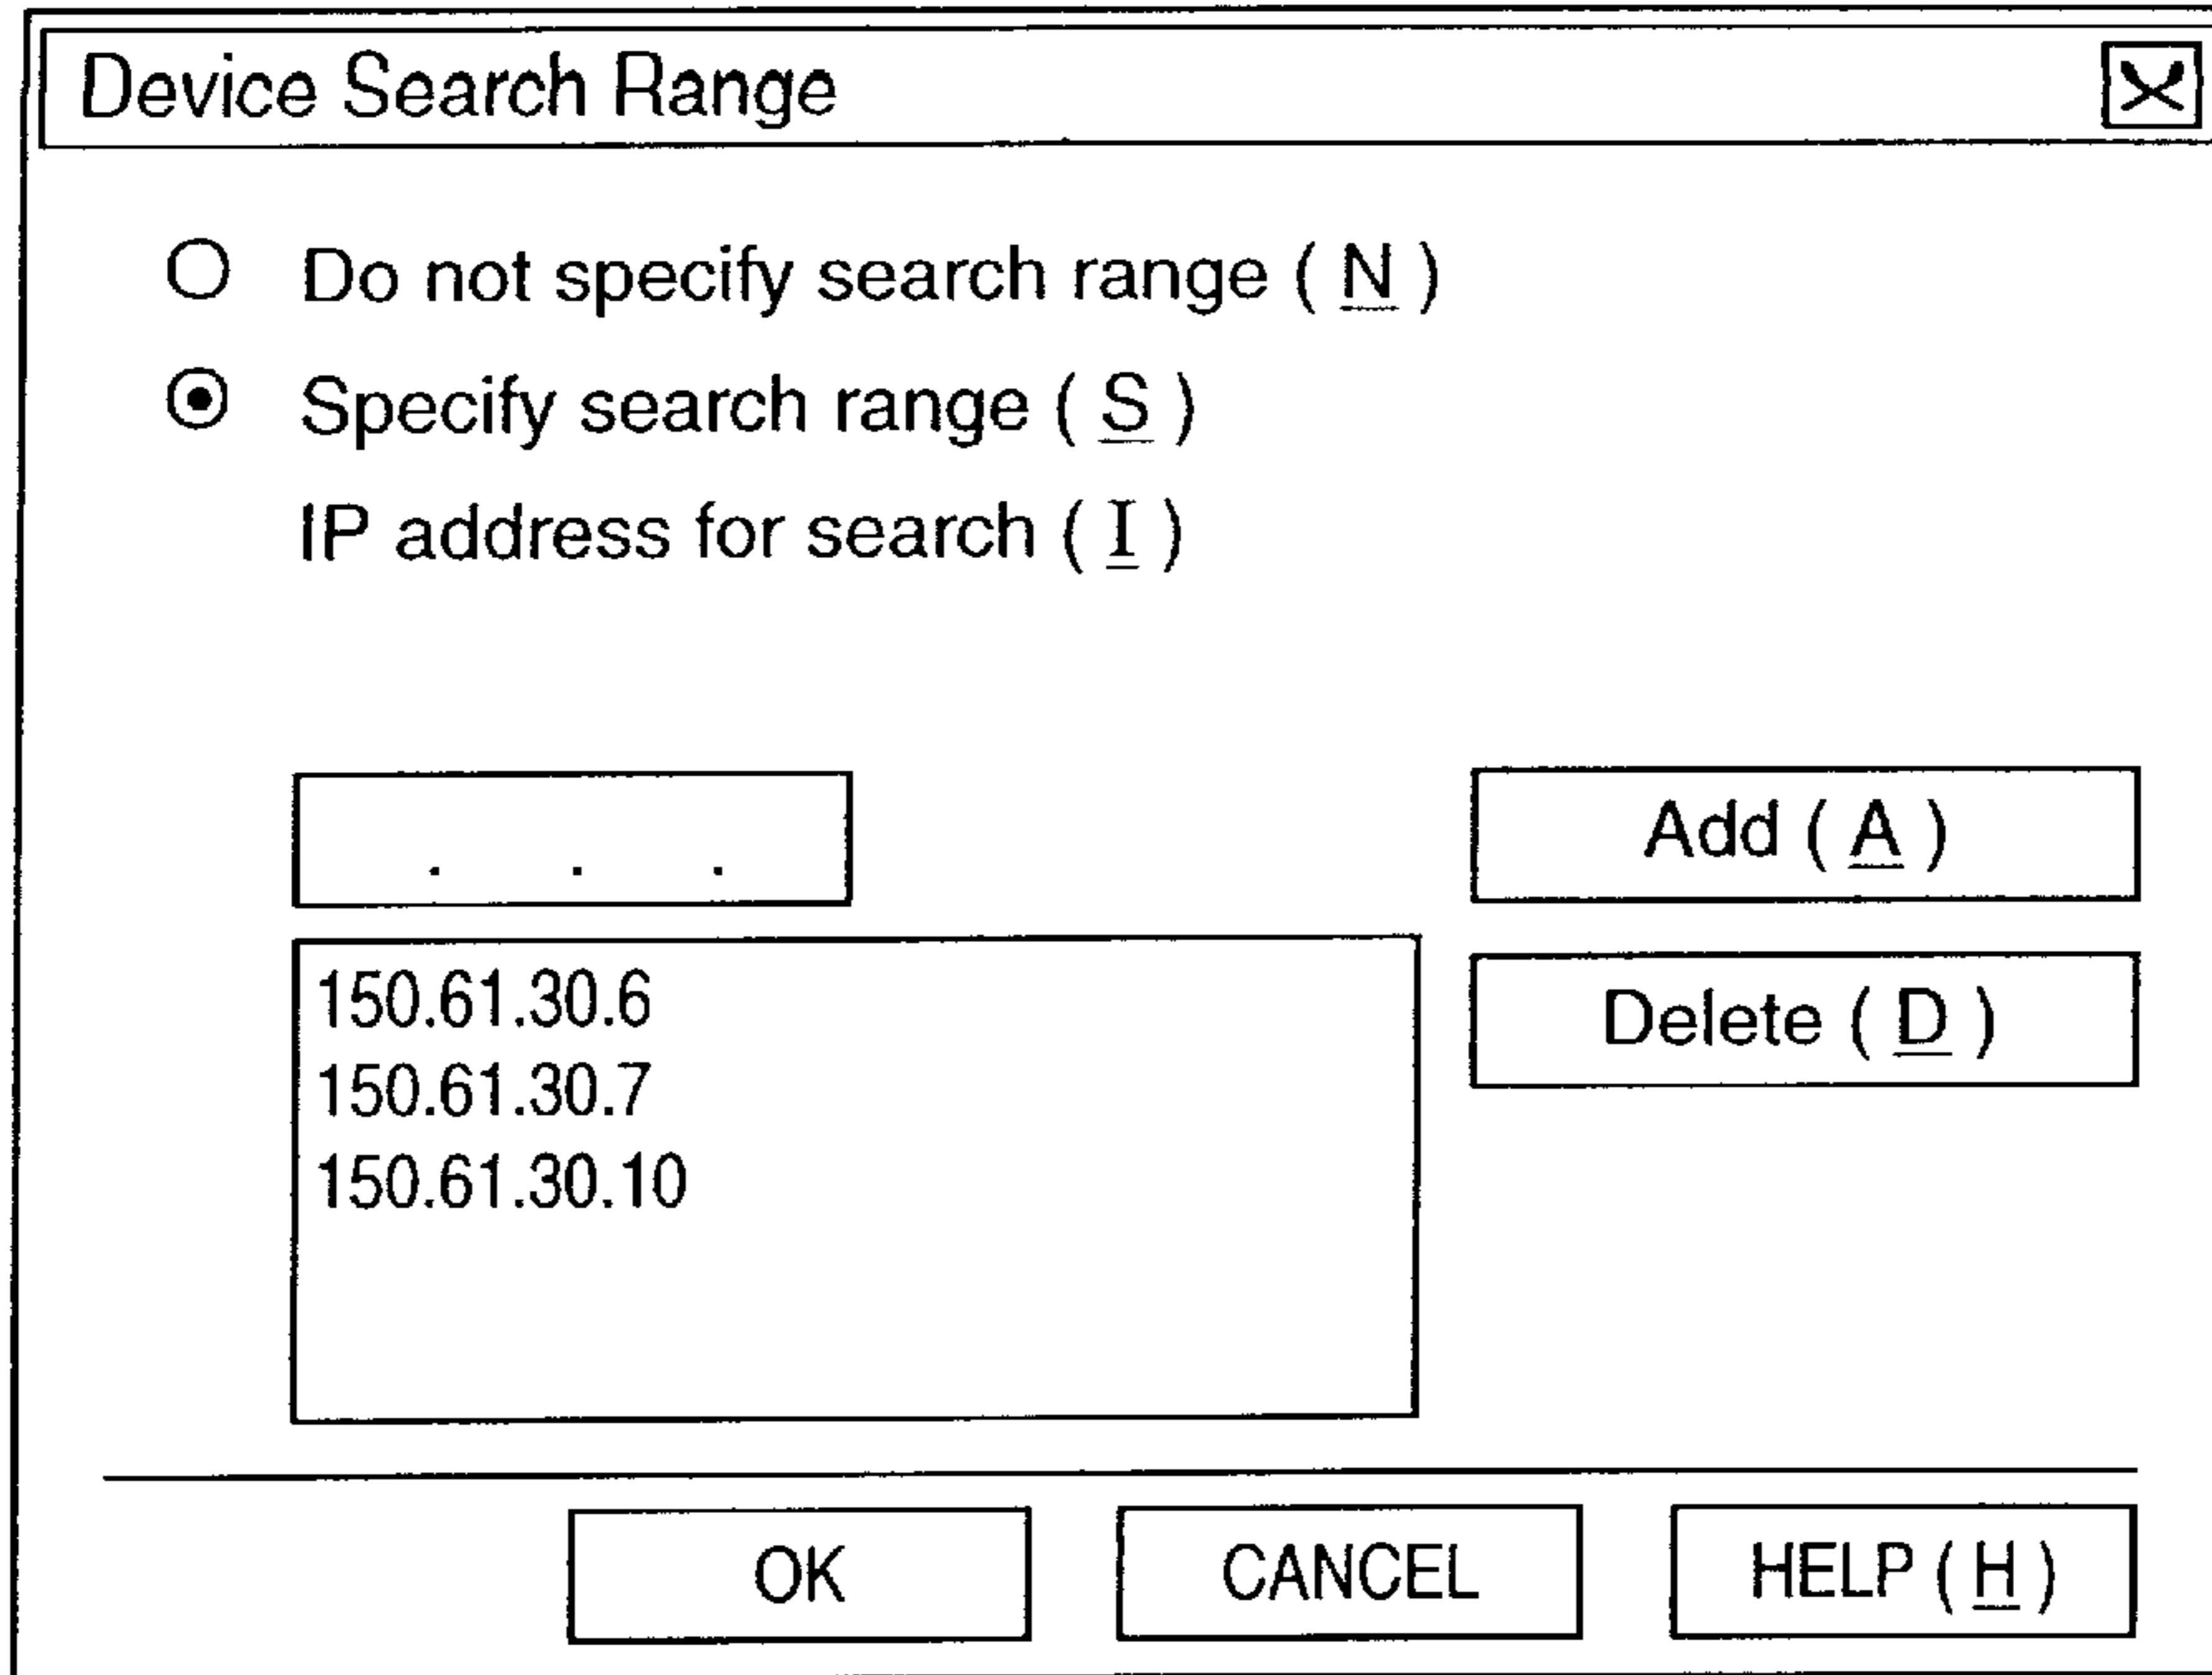 Device Search Range
Do not specify search range ( N )
Specify search range ( S )
IP address for search ( I )
. . .
Add ( A )
150.61.30.6
150.61.30.7
150.61.30.10
Delete ( D )
OK
CANCEL
HELP ( H )